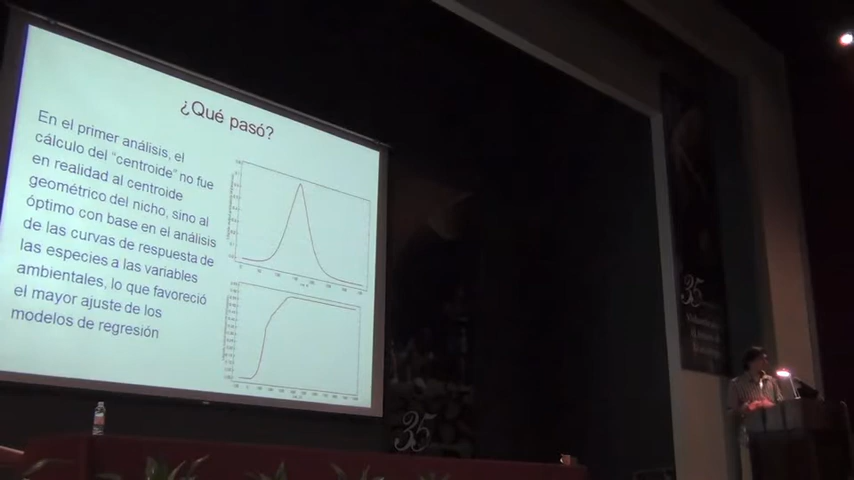 ¿Qué pasó?
En el primer análisis, el
cálculo del "centroide" no fue
en realidad al centroide
geométrico del nicho, sino al
óptimo con base en el análisis
de las curvas de respuesta de
las especies a las variables
ambientales, lo que favoreció
el mayor ajuste de los
modelos de regresión
35
35